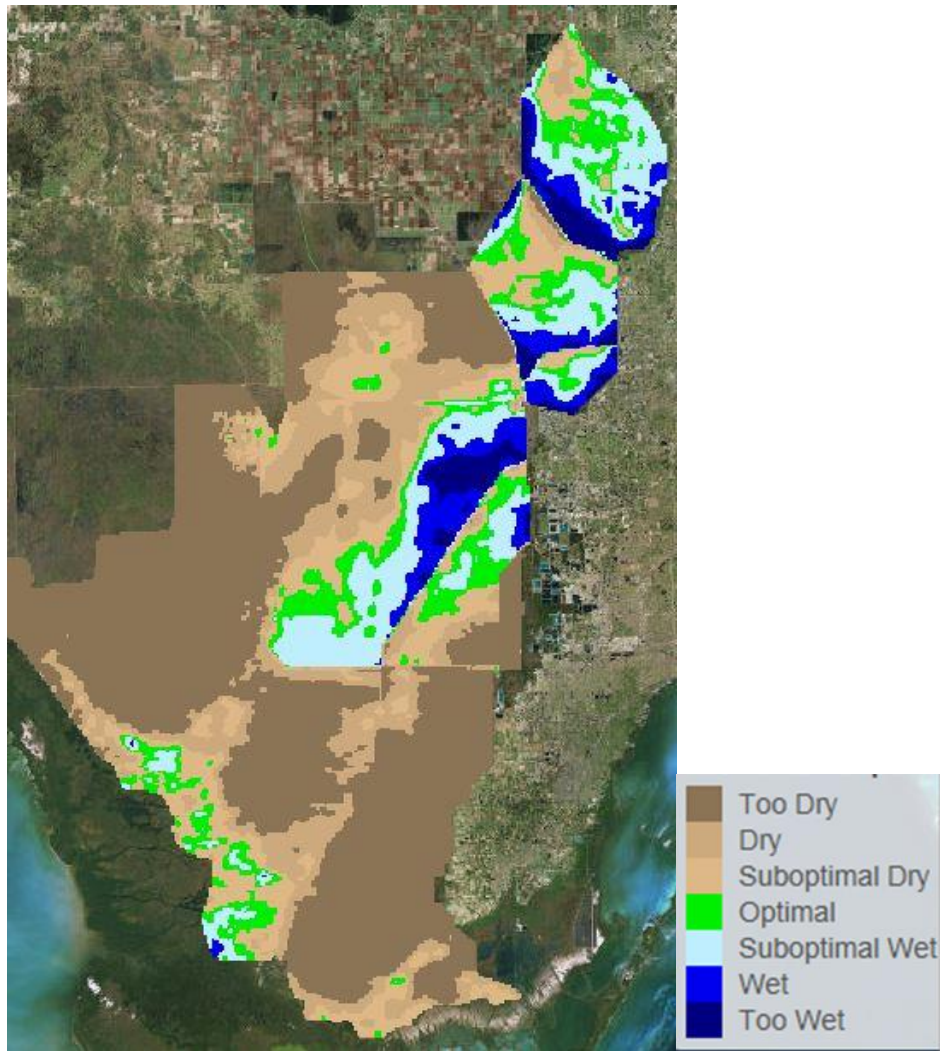 Too Dry
Dry
Suboptimal Dry
Optimal
Suboptimal Wet
Wet
Too Wet